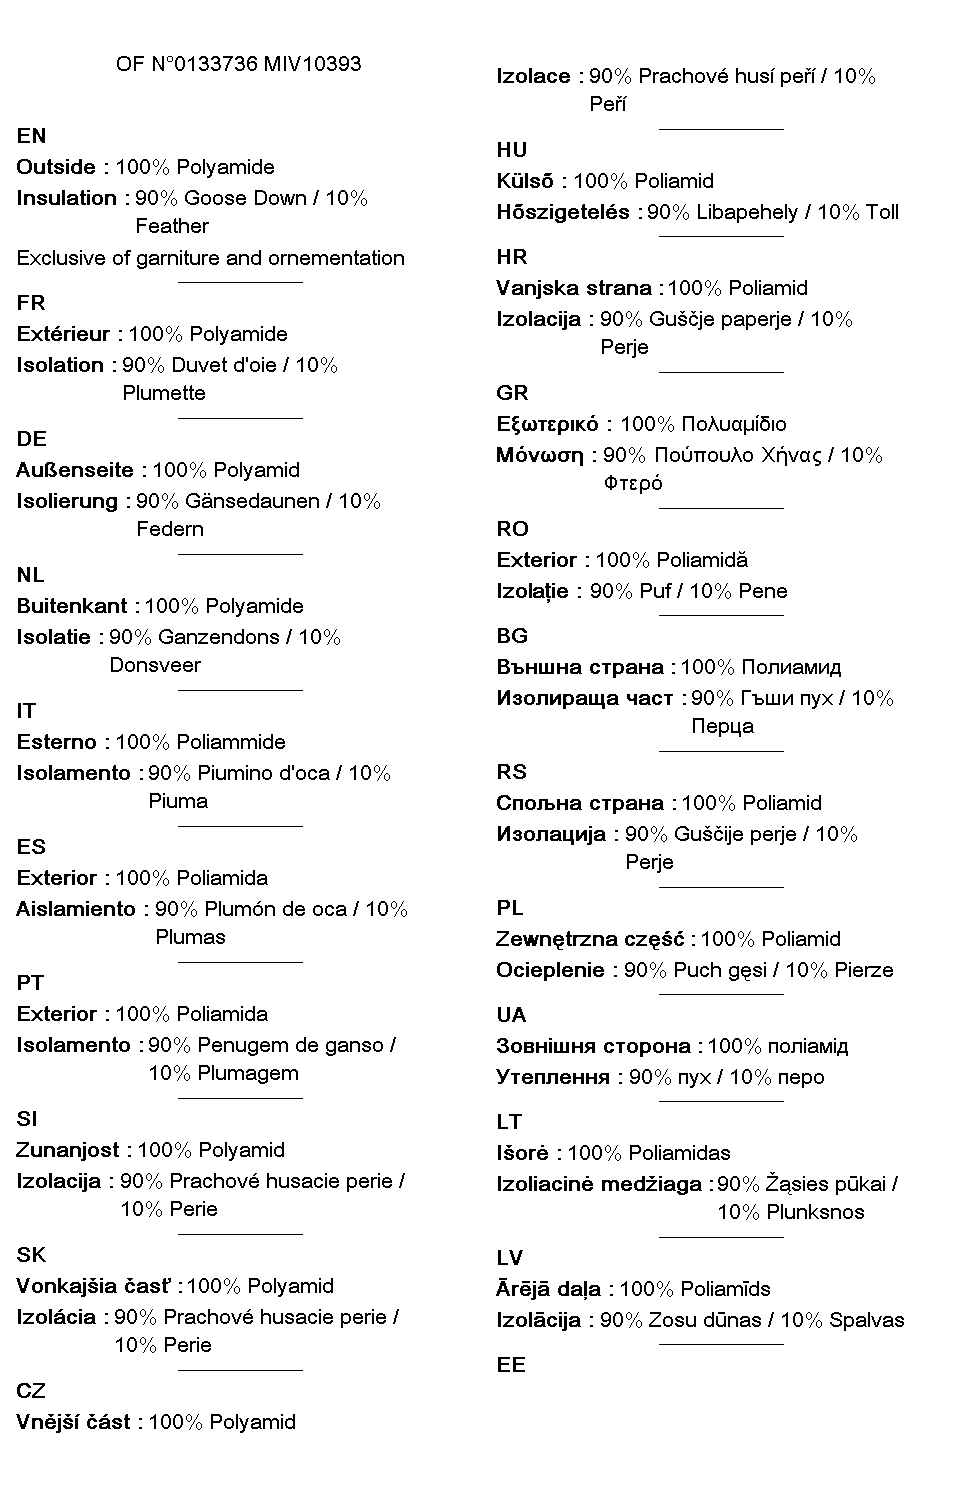 OF N°0133736 MIV10393
EN
Outside : 100% Polyamide
Insulation : 90% Goose Down / 10%
Feather
Exclusive of garniture and ornementation
FR
Extérieur : 100% Polyamide
Isolation : 90% Duvet d'oie / 10%
Plumette
DE
Außenseite : 100% Polyamid
Isolierung : 90% Gänsedaunen / 10%
Federn
NL
Buitenkant : 100% Polyamide
Isolatie : 90% Ganzendons / 10%
Donsveer
IT
Esterno : 100% Poliammide
Isolamento : 90% Piumino d'oca / 10%
Piuma
ES
Exterior : 100% Poliamida
Aislamiento : 90% Plumón de oca / 10%
Plumas
PT
Exterior : 100% Poliamida
Isolamento : 90% Penugem de ganso /
10% Plumagem
SI
Zunanjost : 100% Polyamid
Izolacija : 90% Prachové husacie perie /
10% Perie
SK
Vonkajšia časť : 100% Polyamid
Izolácia : 90% Prachové husacie perie /
10% Perie
CZ
Vnější část : 100% Polyamid
Izolace : 90% Prachové husí peří / 10%
Peří
HU
Külső : 100% Poliamid
Hőszigetelés : 90% Libapehely / 10% Toll
HR
Vanjska strana : 100% Poliamid
Izolacija : 90% Guščje paperje / 10%
Perje
GR
Εξωτερικό : 100% Πολυαμίδιο
Μόνωση : 90% Πούπουλο Χήνας / 10%
Φτερό
RO
Exterior : 100% Poliamidă
Izolație : 90% Puf / 10% Pene
BG
Външна страна : 100% Полиамид
Изолираща част : 90% Гъши пух / 10%
Перца
RS
Спољна страна : 100% Poliamid
Изолација : 90% Guščije perje / 10%
Perje
PL
Zewnętrzna część : 100% Poliamid
Ocieplenie : 90% Puch gęsi / 10% Pierze
UA
Зовнішня сторона : 100% поліамід
Утеплення : 90% пух / 10% перо
LT
Išorė : 100% Poliamidas
Izoliacinė medžiaga : 90% Žąsies pūkai /
10% Plunksnos
LV
Ārējā daļa : 100% Poliamīds
Izolācija : 90% Zosu dūnas / 10% Spalvas
EE